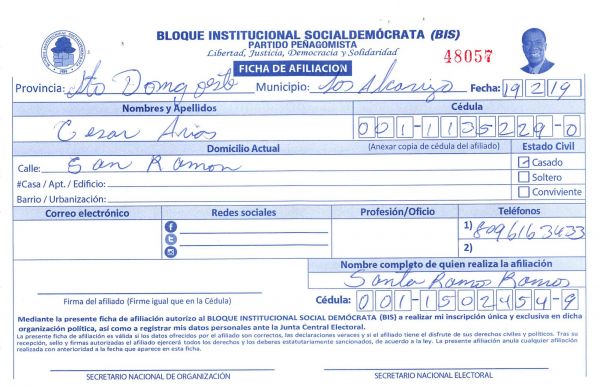 BLOQUE INSTITUCIONAL SOCIALDEMÓCRATA (BIS)
PARTIDO PEÑAGOMISTA
Libertad, Justicia, Democracia y Solidaridad
48057
FICHA DE AFILIACION
Provincia: Sto Domgo oeste Municipio: Los Alcarrizo Fecha: 19/2/19
Nombres y Apellidos Cédula
Cesar Arias 001-1135229-0
Domicilio Actual (Anexar copia de cédula del afiliado) Estado Civil
Calle: San Ramon Casado
#Casa / Apt. / Edificio: Soltero
Barrio / Urbanización: Conviviente
Correo electrónico Redes sociales Profesión/Oficio Teléfonos
1) 8096163433
2)
Nombre completo de quien realiza la afiliación
Santa Ramos Ramos
Firma del afiliado (Firme igual que en la Cédula) Cédula: 001-1502454-9
Mediante la presente ficha de afiliación autorizo al BLOQUE INSTITUCIONAL SOCIAL DEMÓCRATA (BIS) a realizar mi inscripción única y exclusiva en dicha
organización política, así como a registrar mis datos personales ante la Junta Central Electoral.
La presente ficha de afiliación es válida si los datos ofrecidos por el afiliado son correctos, las declaraciones veraces y si el afiliado tiene el disfrute de sus derechos civiles y políticos. Tras su
recepción, sello y firmas autorizadas el afiliado ejercerá todos los derechos y los deberes estatutariamente sancionados, de acuerdo a la ley. La presente afiliación anula cualquier afiliación
realizada con anterioridad a la fecha que aparece en esta ficha.
SECRETARIO NACIONAL DE ORGANIZACIÓN SECRETARIO NACIONAL ELECTORAL